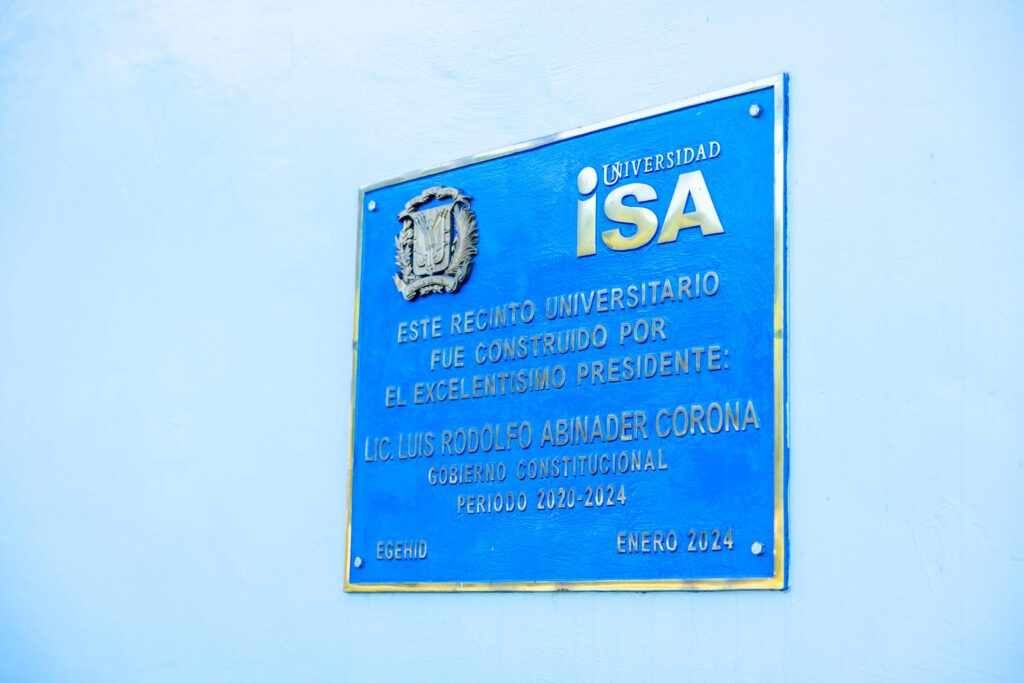 UNIVERSIDAD
iSA
ESTE RECINTO UNIVERSITARIO
FUE CONSTRUIDO POR
EL EXCELENTISIMO PRESIDENTE:
LIC. LUIS RODOLFO ABINADER CORONA
GOBIERNO CONSTITUCIONAL
PERIODO 2020-2024
EGEHID
ENERO 2024